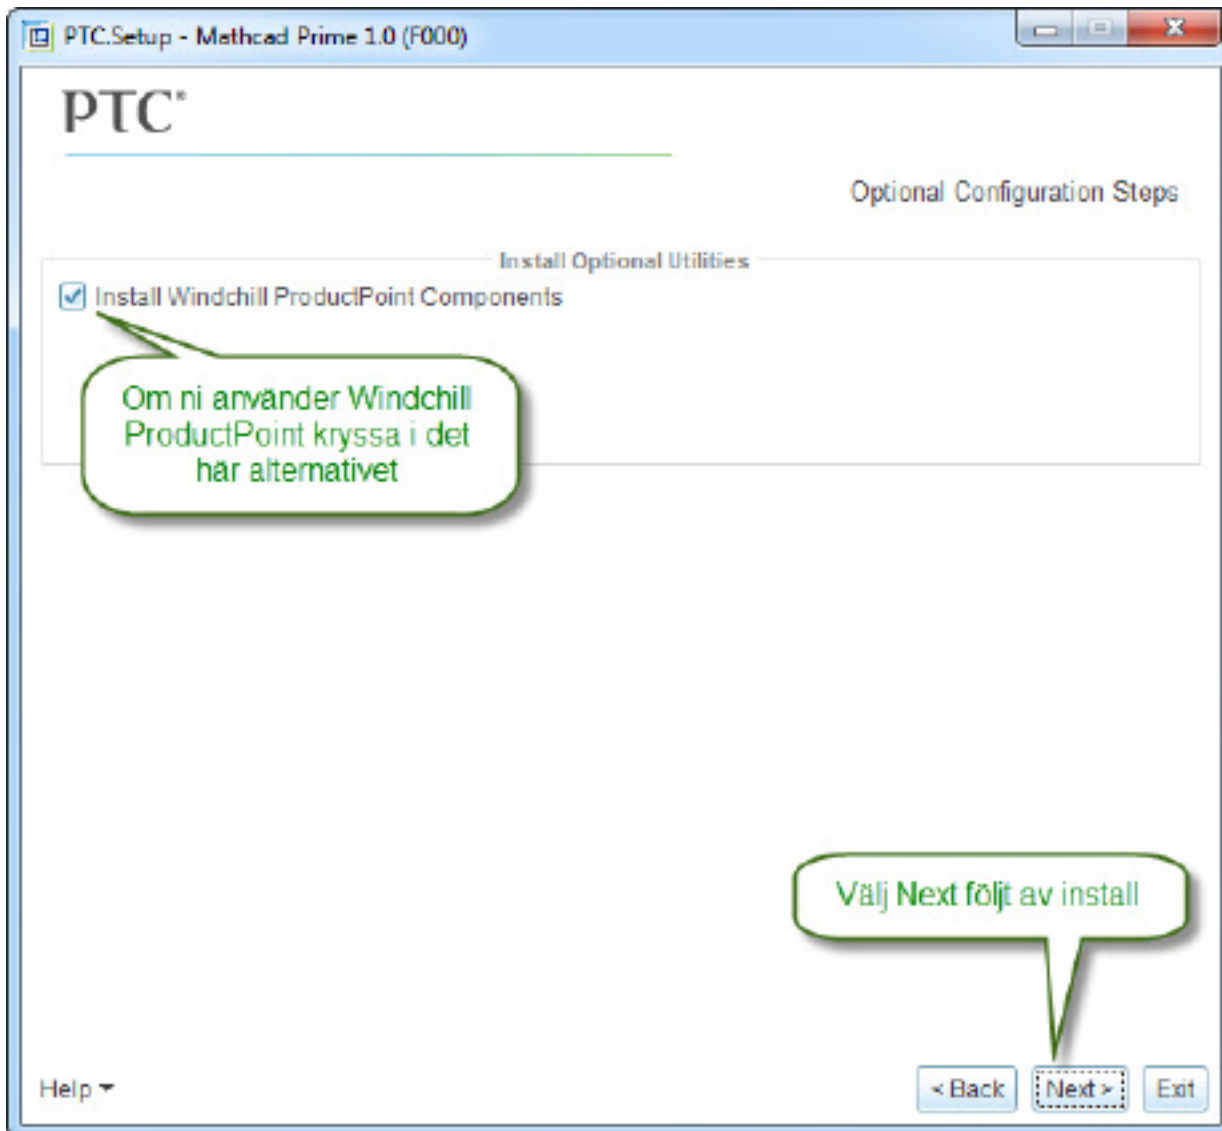 PTC.Setup - Mathcad Prime 1.0 (F000)
PTC®
Optional Configuration Steps
Install Optional Utilities
Install Windchill ProductPoint Components
Om ni använder Windchill
ProductPoint kryssa i det
här alternativet
Välj Next följt av install
Help
< Back
Next >
Exit